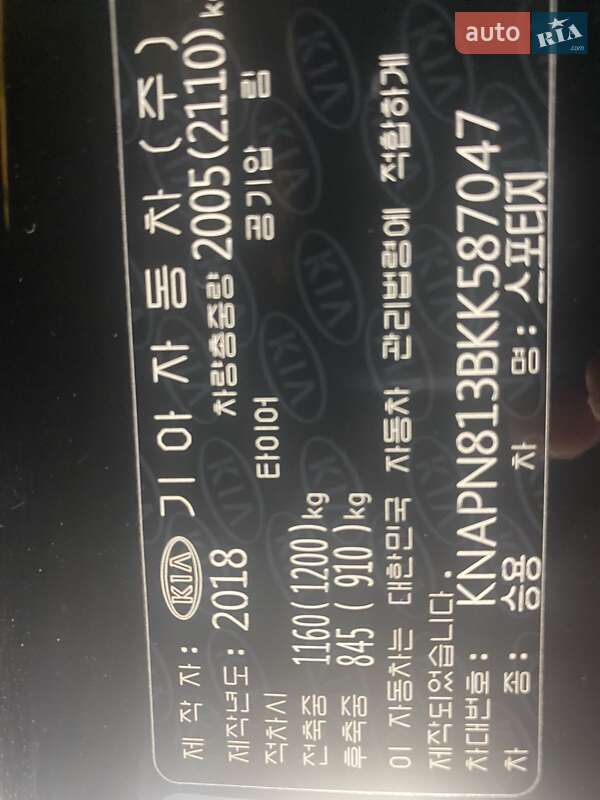 auto RIA.com
제 작 자 : KIA 기 아 자 동 차 ( 주 )
제작년도 : 2018 차량총중량 2005(2110) k
적차시 타이어 공기압 림
전축중 1160(1200)kg
후축중 845 ( 910 )kg
이 자동차는 대한민국 자동차 관리법령에 적합하게
제작되었습니다.
차대번호 : KNAPN813BKK587047
차 종 : 승용 차 명 : 스포티지